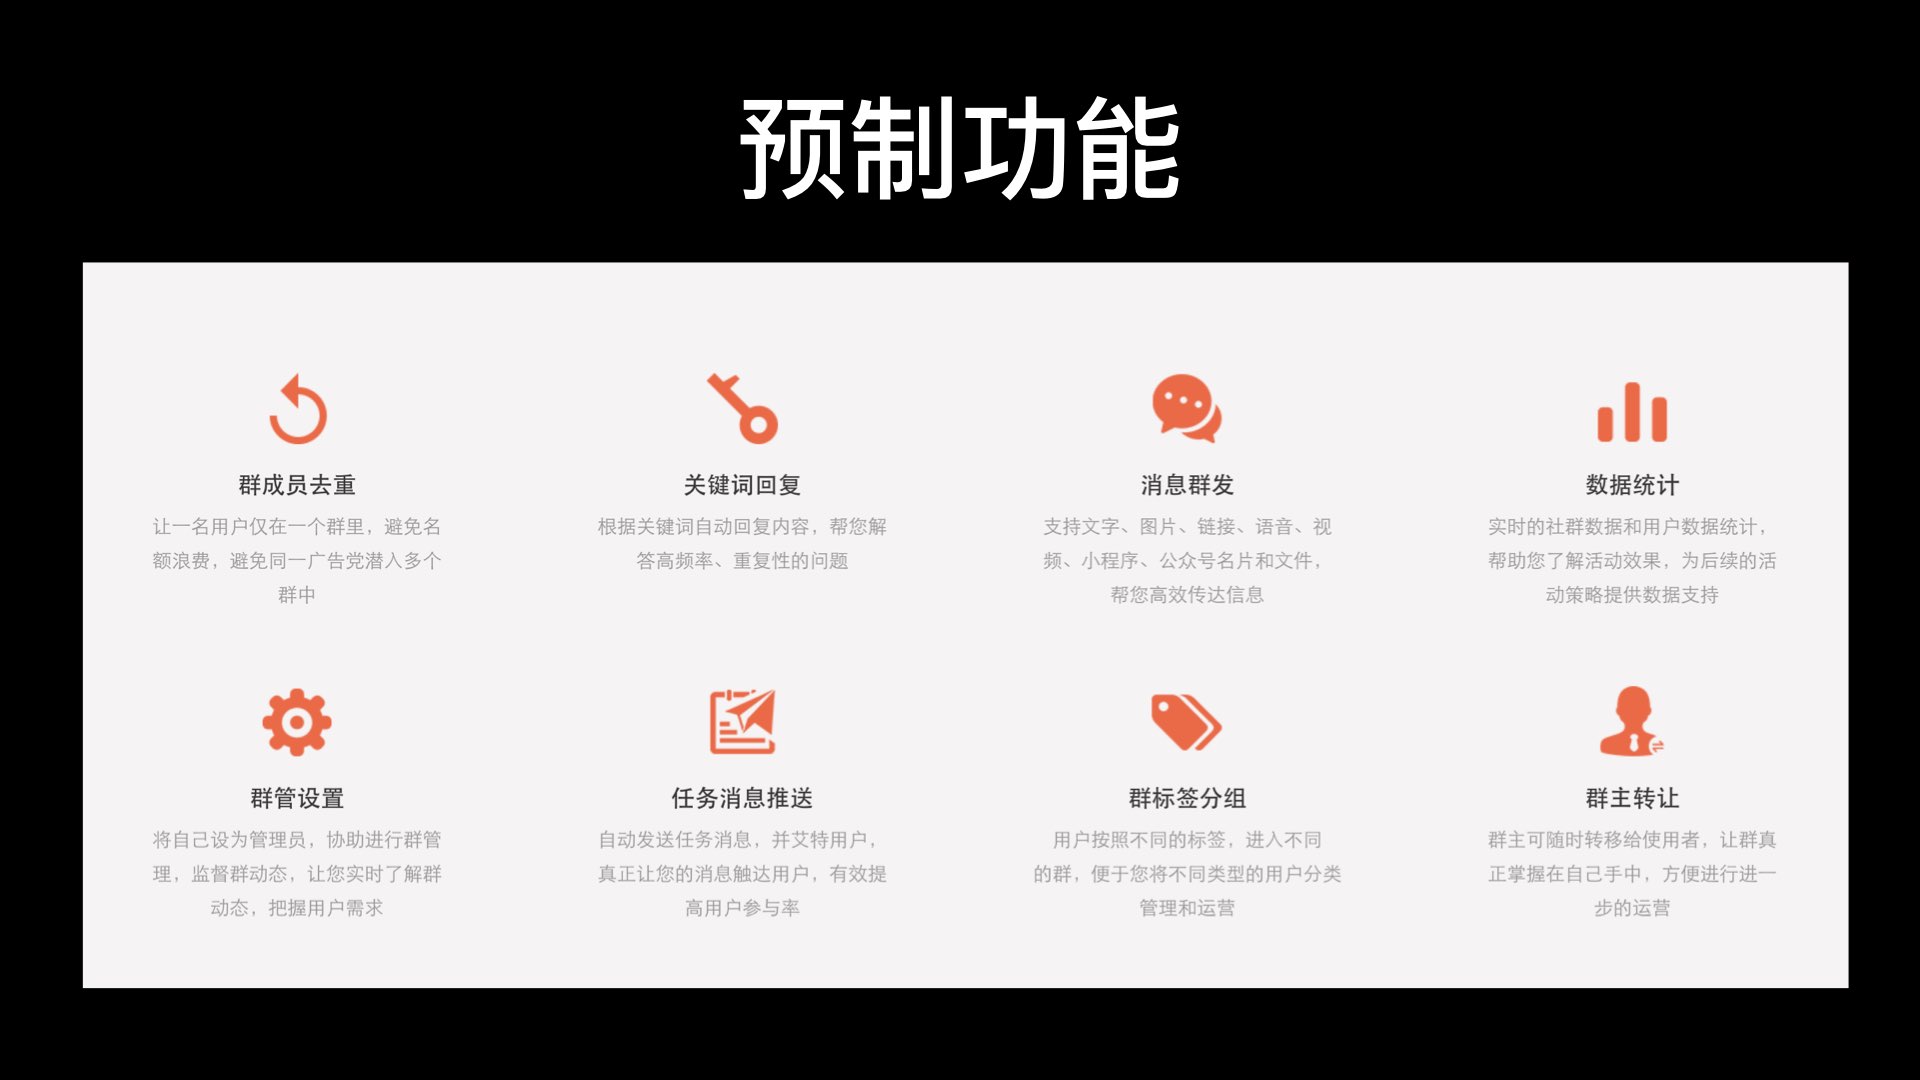 预制功能
群成员去重
让一名用户仅在一个群里，避免名
额浪费，避免同一广告党潜入多个
群中
关键词回复
根据关键词自动回复内容，帮您解
答高频率、重复性的问题
消息群发
支持文字、图片、链接、语音、视
频、小程序、公众号名片和文件，
帮您高效传达信息
数据统计
实时的社群数据和用户数据统计，
帮助您了解活动效果，为后续的活
动策略提供数据支持
群管设置
将自己设为管理员，协助进行群管
理，监督群动态，让您实时了解群
动态，把握用户需求
任务消息推送
自动发送任务消息，并艾特用户，
真正让您的消息触达用户，有效提
高用户参与率
群标签分组
用户按照不同的标签，进入不同
的群，便于您将不同类型的用户分类
管理和运营
群主转让
群主可随时转移给使用者，让群真
正掌握在自己手中，方便进行进一
步的运营